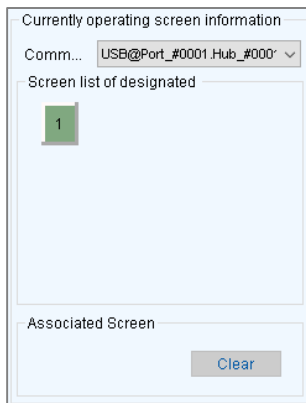 Currently operating screen information
Comm... USB@Port_#0001.Hub_#000
Screen list of designated
1
Associated Screen
Clear